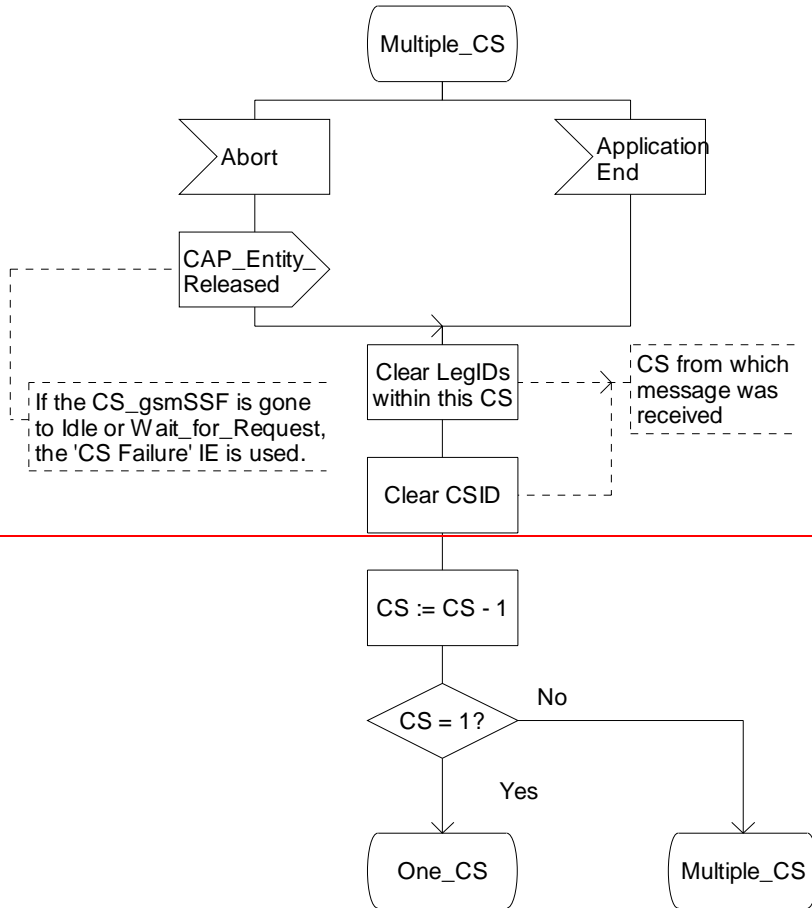 Multiple_CS
Abort
Application
End
CAP_Entity_
Released
Clear LegIDs
within this CS
CS from which
message was
received
If the CS_gsmSSF is gone
to Idle or Wait_for_Request,
the 'CS Failure' IE is used.
Clear CSID
CS := CS - 1
CS = 1?
No
Yes
One_CS
Multiple_CS